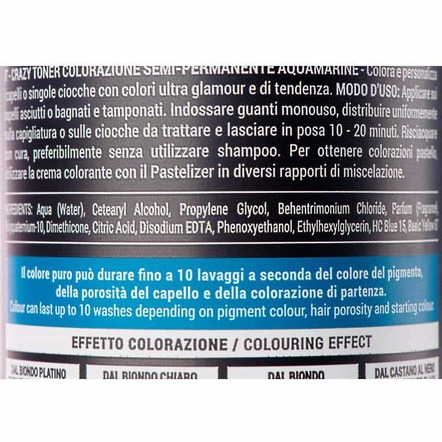 IT - CRAZY TONER COLORAZIONE SEMI-PERMANENTE AQUAMARINE - Colora e personalizza
capelli o singole ciocche con colori ultra glamour e di tendenza. MODO D'USO: Applicare sui
capelli asciutti o bagnati e tamponati. Indossare guanti monouso, distribuire uniformemente
sulla capigliatura o sulle ciocche da trattare e lasciare in posa 10 - 20 minuti. Risciacquare
con cura, preferibilmente senza utilizzare shampoo. Per ottenere colorazioni pastello,
utilizzare la crema colorante con il Pastelizer in diversi rapporti di miscelazione.
INGREDIENTS: Aqua (Water), Cetearyl Alcohol, Propylene Glycol, Behentrimonium Chloride, Parfum (Fragrance),
Polyquaternium-10, Dimethicone, Citric Acid, Disodium EDTA, Phenoxyethanol, Ethylhexylglycerin, HC Blue 15, Basic Yellow 87
Il colore puro può durare fino a 10 lavaggi a seconda del colore del pigmento,
della porosità del capello e della colorazione di partenza.
Colour can last up to 10 washes depending on pigment colour, hair porosity and starting colour.
EFFETTO COLORAZIONE / COLOURING EFFECT
DAL BIONDO PLATINO DAL BIONDO CHIARO DAL BIONDO DAL CASTANO AL NERO